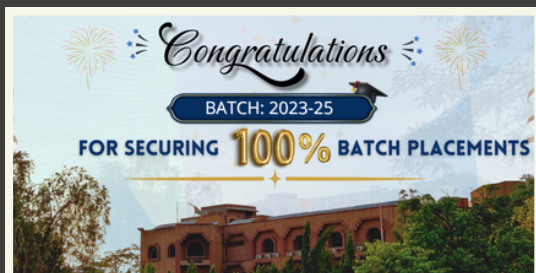 Congratulations
BATCH: 2023-25
FOR SECURING 100% BATCH PLACEMENTS